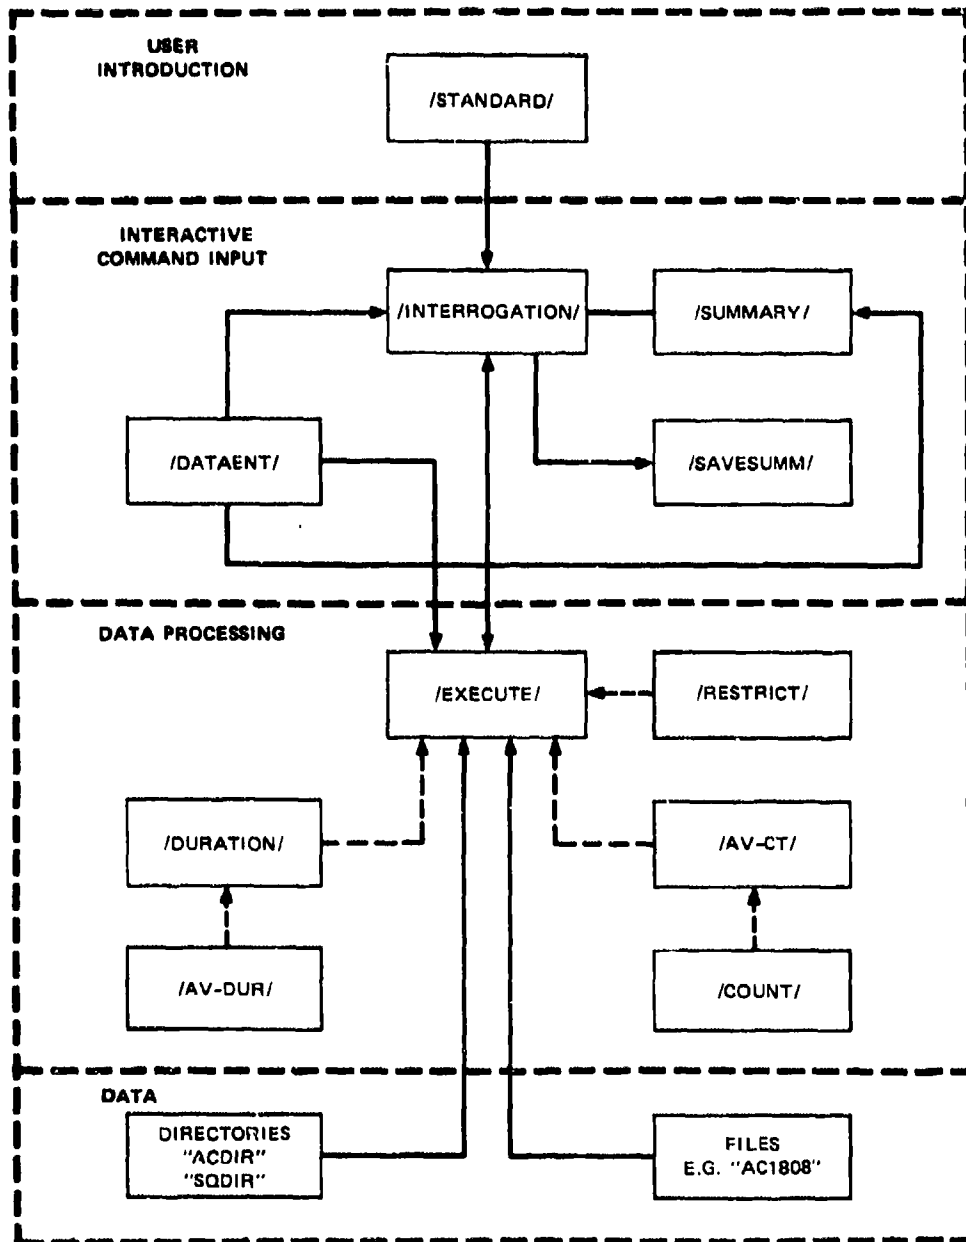 USER
INTRODUCTION
/STANDARD/
INTERACTIVE
COMMAND INPUT
/INTERROGATION/
/SUMMARY/
/DATAENT/
/SAVESUMM/
DATA PROCESSING
/EXECUTE/
/RESTRICT/
/DURATION/
/AV-CT/
/AV-DUR/
/COUNT/
DATA
DIRECTORIES
"ACDIR"
"SQDIR"
FILES
E.G. "AC1808"